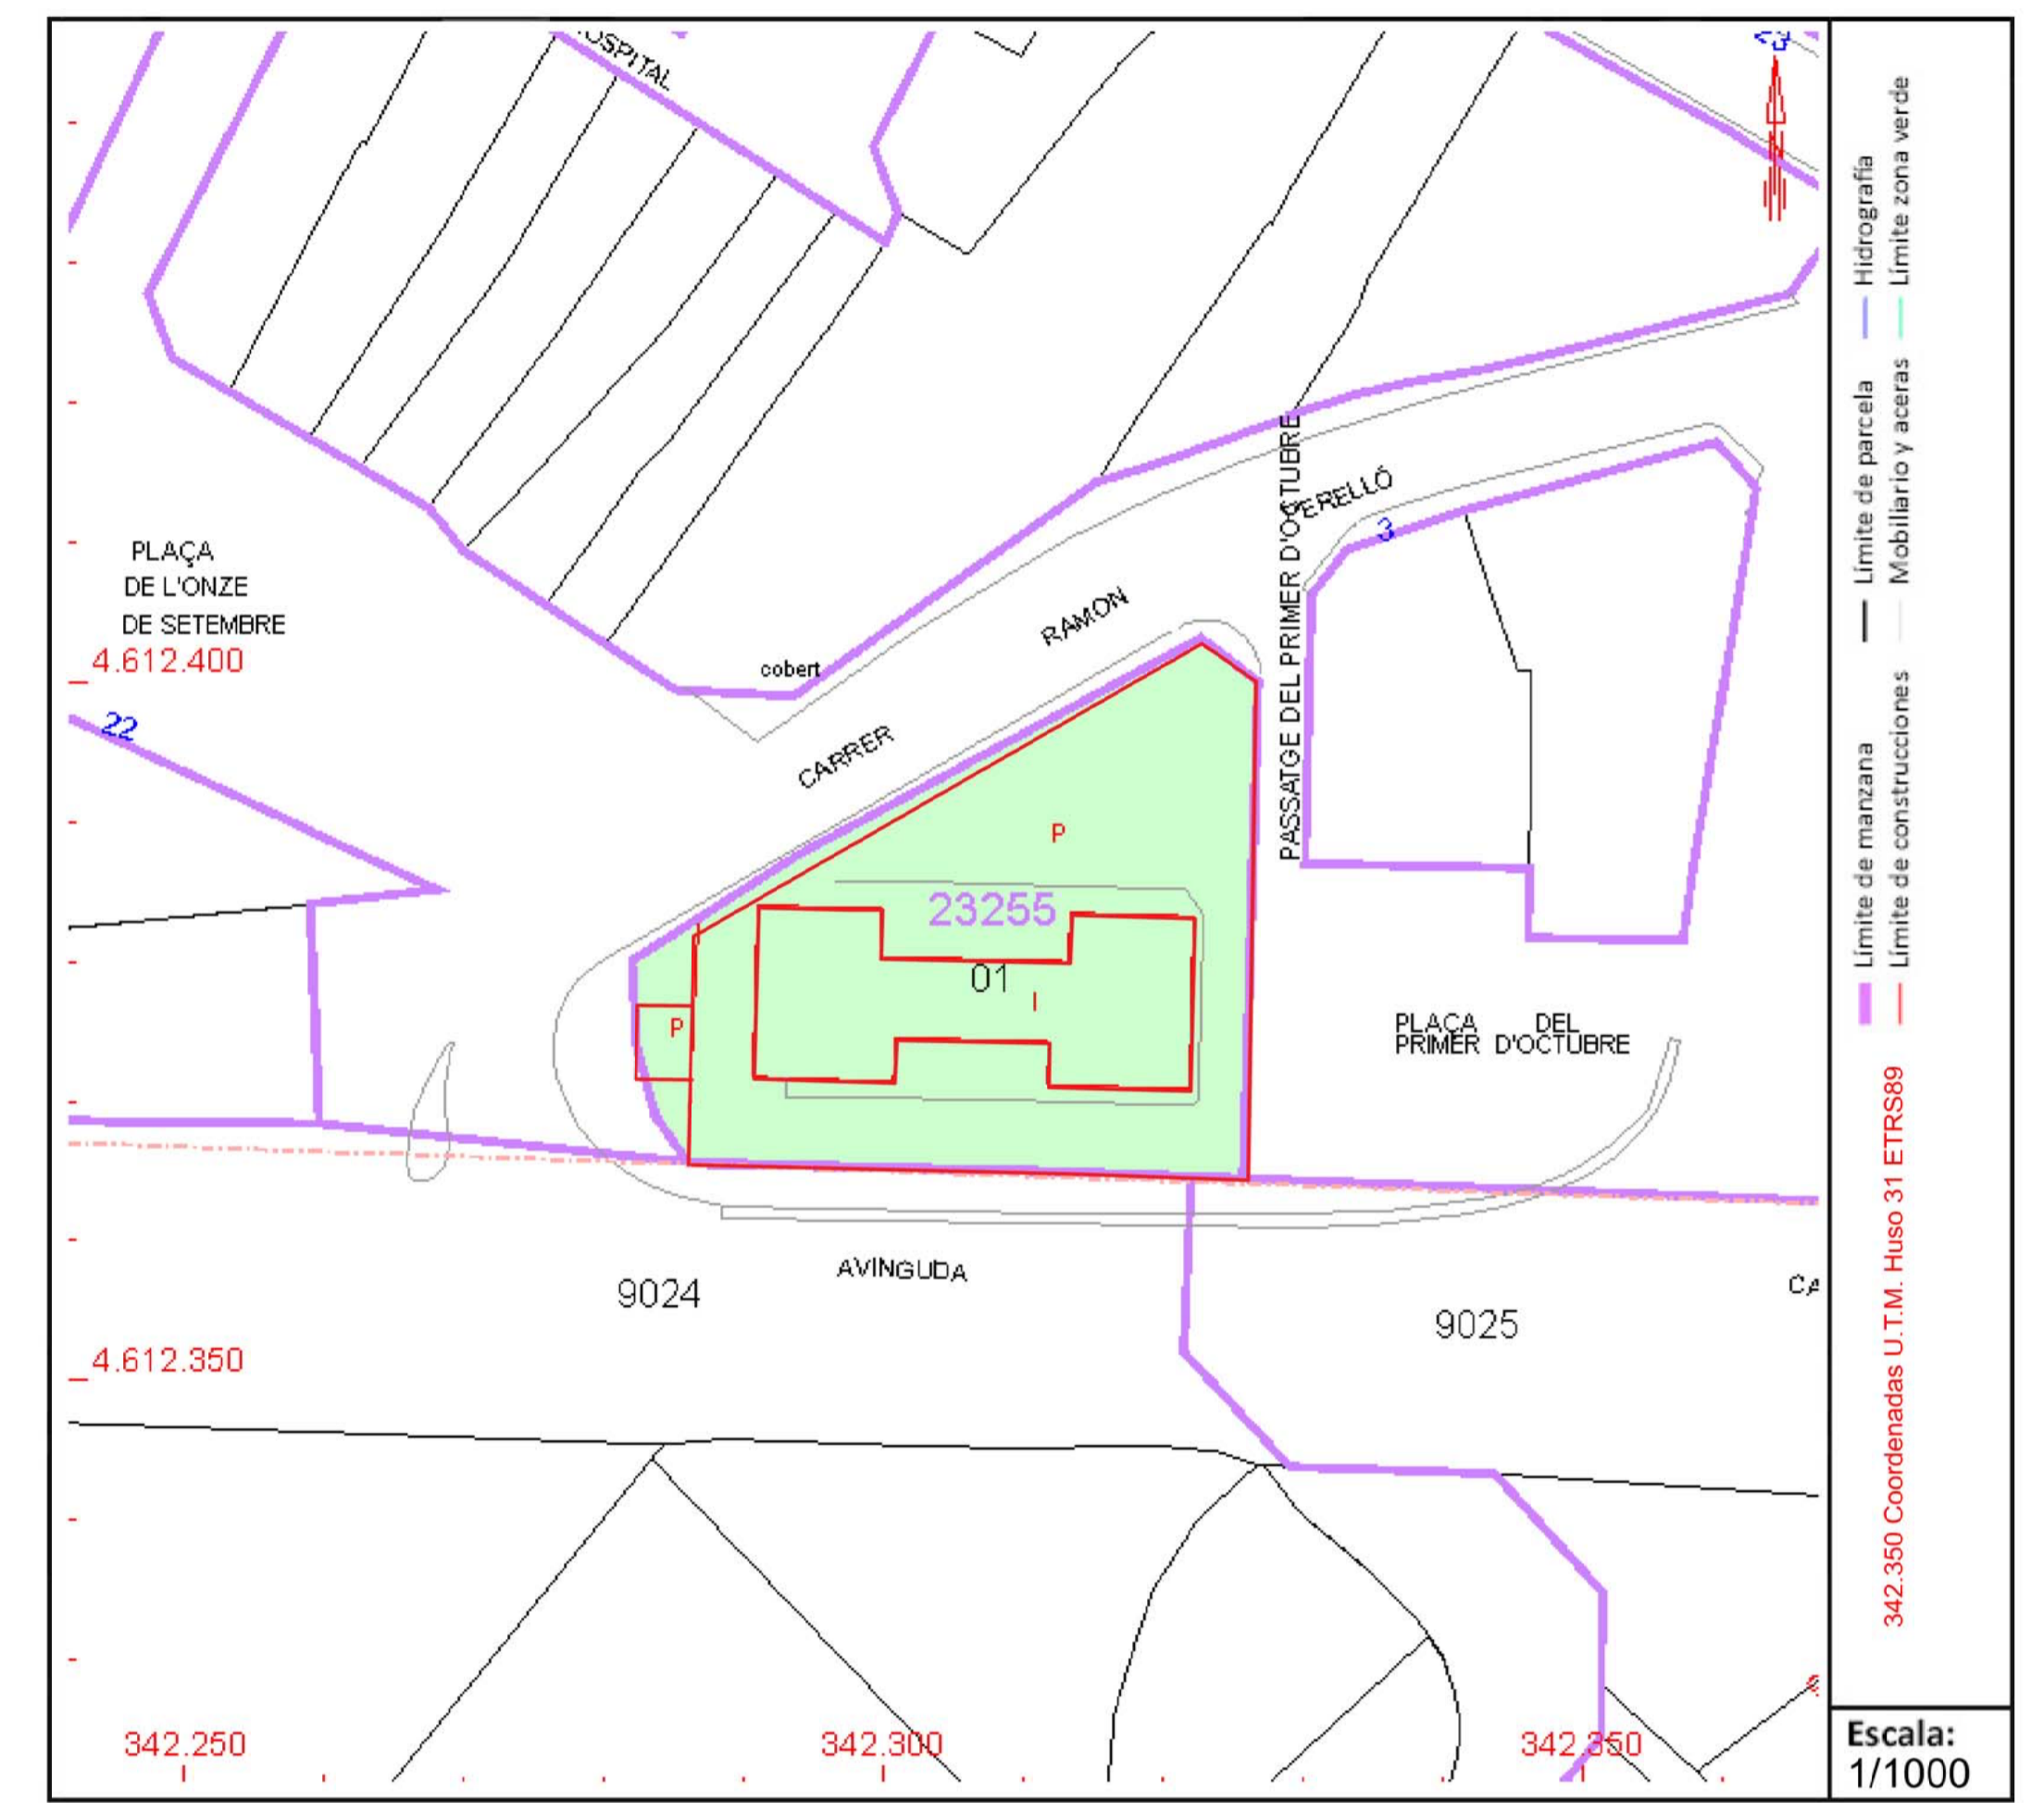 HOSPITAL
PLAÇA
DE L'ONZE
DE SETEMBRE
4.612.400
22
cobert
CARRER
RAMON
PERELLÓ
3
PASSATGE DEL PRIMER D'OCTUBRE
P
23255
01
I
P
PLAÇA DEL
PRIMER D'OCTUBRE
9024
AVINGUDA
9025
CA
4.612.350
342.250
342.300
342.350
342.350 Coordenadas U.T.M. Huso 31 ETRS89
Límite de manzana
Límite de parcela
Hidrografía
Límite de construcciones
Mobiliario y aceras
Límite zona verde
Escala:
1/1000